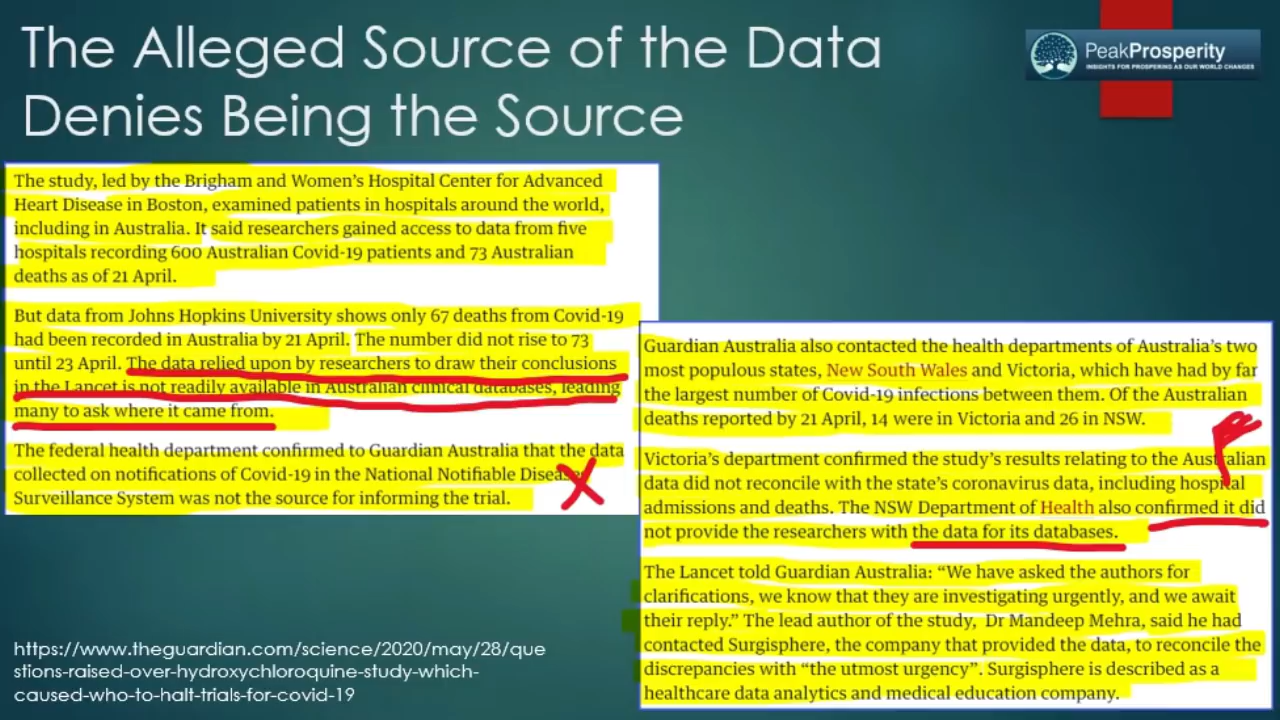 The Alleged Source of the Data
Denies Being the Source
PeakProsperity
INSIGHTS FOR PROSPERING AS OUR WORLD CHANGES
The study, led by the Brigham and Women's Hospital Center for Advanced
Heart Disease in Boston, examined patients in hospitals around the world,
including in Australia. It said researchers gained access to data from five
hospitals recording 600 Australian Covid-19 patients and 73 Australian
deaths as of 21 April.
But data from Johns Hopkins University shows only 67 deaths from Covid-19
had been recorded in Australia by 21 April. The number did not rise to 73
until 23 April. The data relied upon by researchers to draw their conclusions
in the Lancet is not readily available in Australian clinical databases, leading
many to ask where it came from.
The federal health department confirmed to Guardian Australia that the data
collected on notifications of Covid-19 in the National Notifiable Disease
Surveillance System was not the source for informing the trial.
Guardian Australia also contacted the health departments of Australia's two
most populous states, New South Wales and Victoria, which have had by far
the largest number of Covid-19 infections between them. Of the Australian
deaths reported by 21 April, 14 were in Victoria and 26 in NSW.
Victoria's department confirmed the study's results relating to the Australian
data did not reconcile with the state's coronavirus data, including hospital
admissions and deaths. The NSW Department of Health also confirmed it did
not provide the researchers with the data for its databases.
The Lancet told Guardian Australia: "We have asked the authors for
clarifications, we know that they are investigating urgently, and we await
their reply." The lead author of the study, Dr Mandeep Mehra, said he had
contacted Surgisphere, the company that provided the data, to reconcile the
discrepancies with "the utmost urgency". Surgisphere is described as a
healthcare data analytics and medical education company.
https://www.theguardian.com/science/2020/may/28/que
stions-raised-over-hydroxychloroquine-study-which-
caused-who-to-halt-trials-for-covid-19